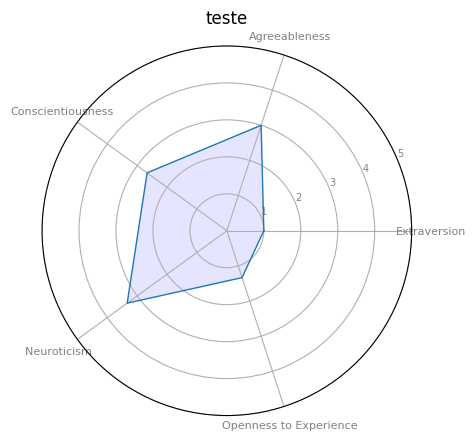 teste
Agreeableness
Conscientiousness
5
4
3
2
1
Extraversion
Neuroticism
Openness to Experience